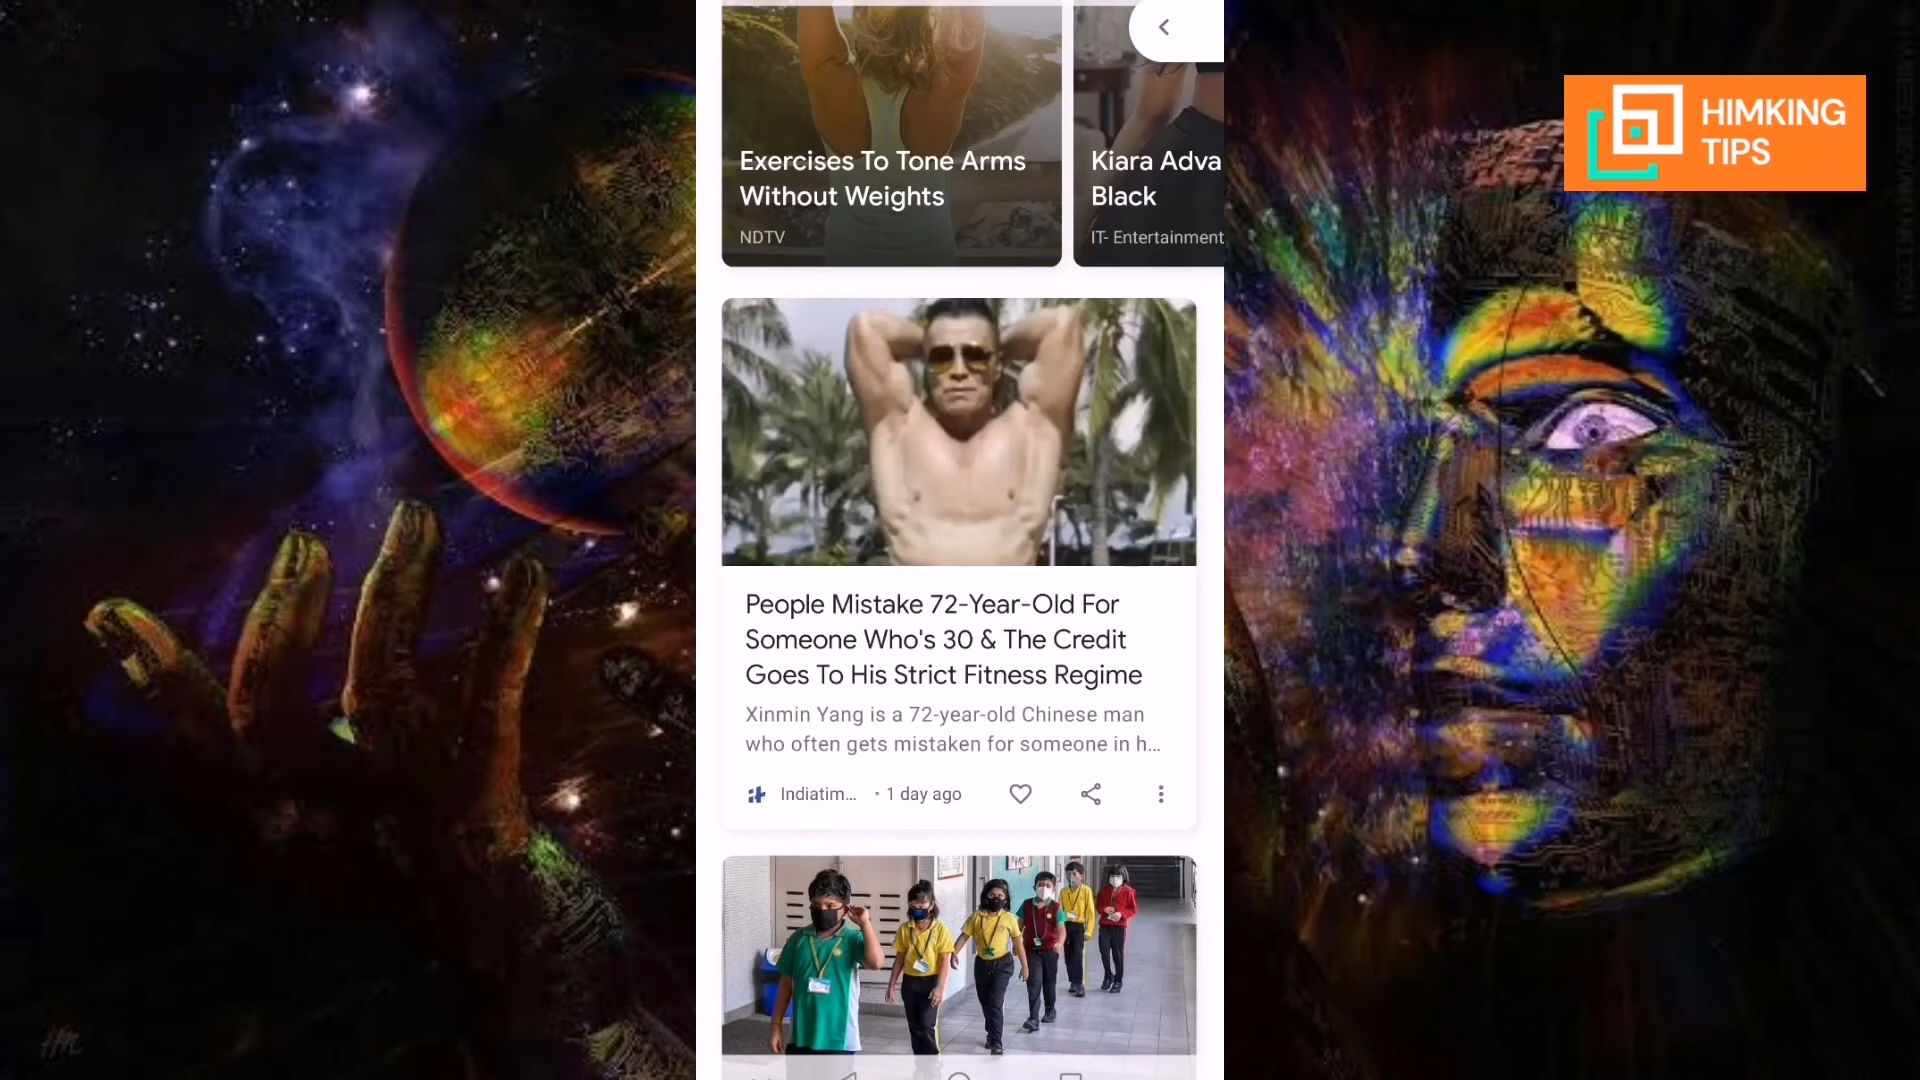 HIMKING
TIPS
Exercises To Tone Arms
Without Weights
NDTV
Kiara Adva
Black
IT- Entertainment
People Mistake 72-Year-Old For
Someone Who's 30 & The Credit
Goes To His Strict Fitness Regime
Xinmin Yang is a 72-year-old Chinese man
who often gets mistaken for someone in h...
Indiatim... • 1 day ago